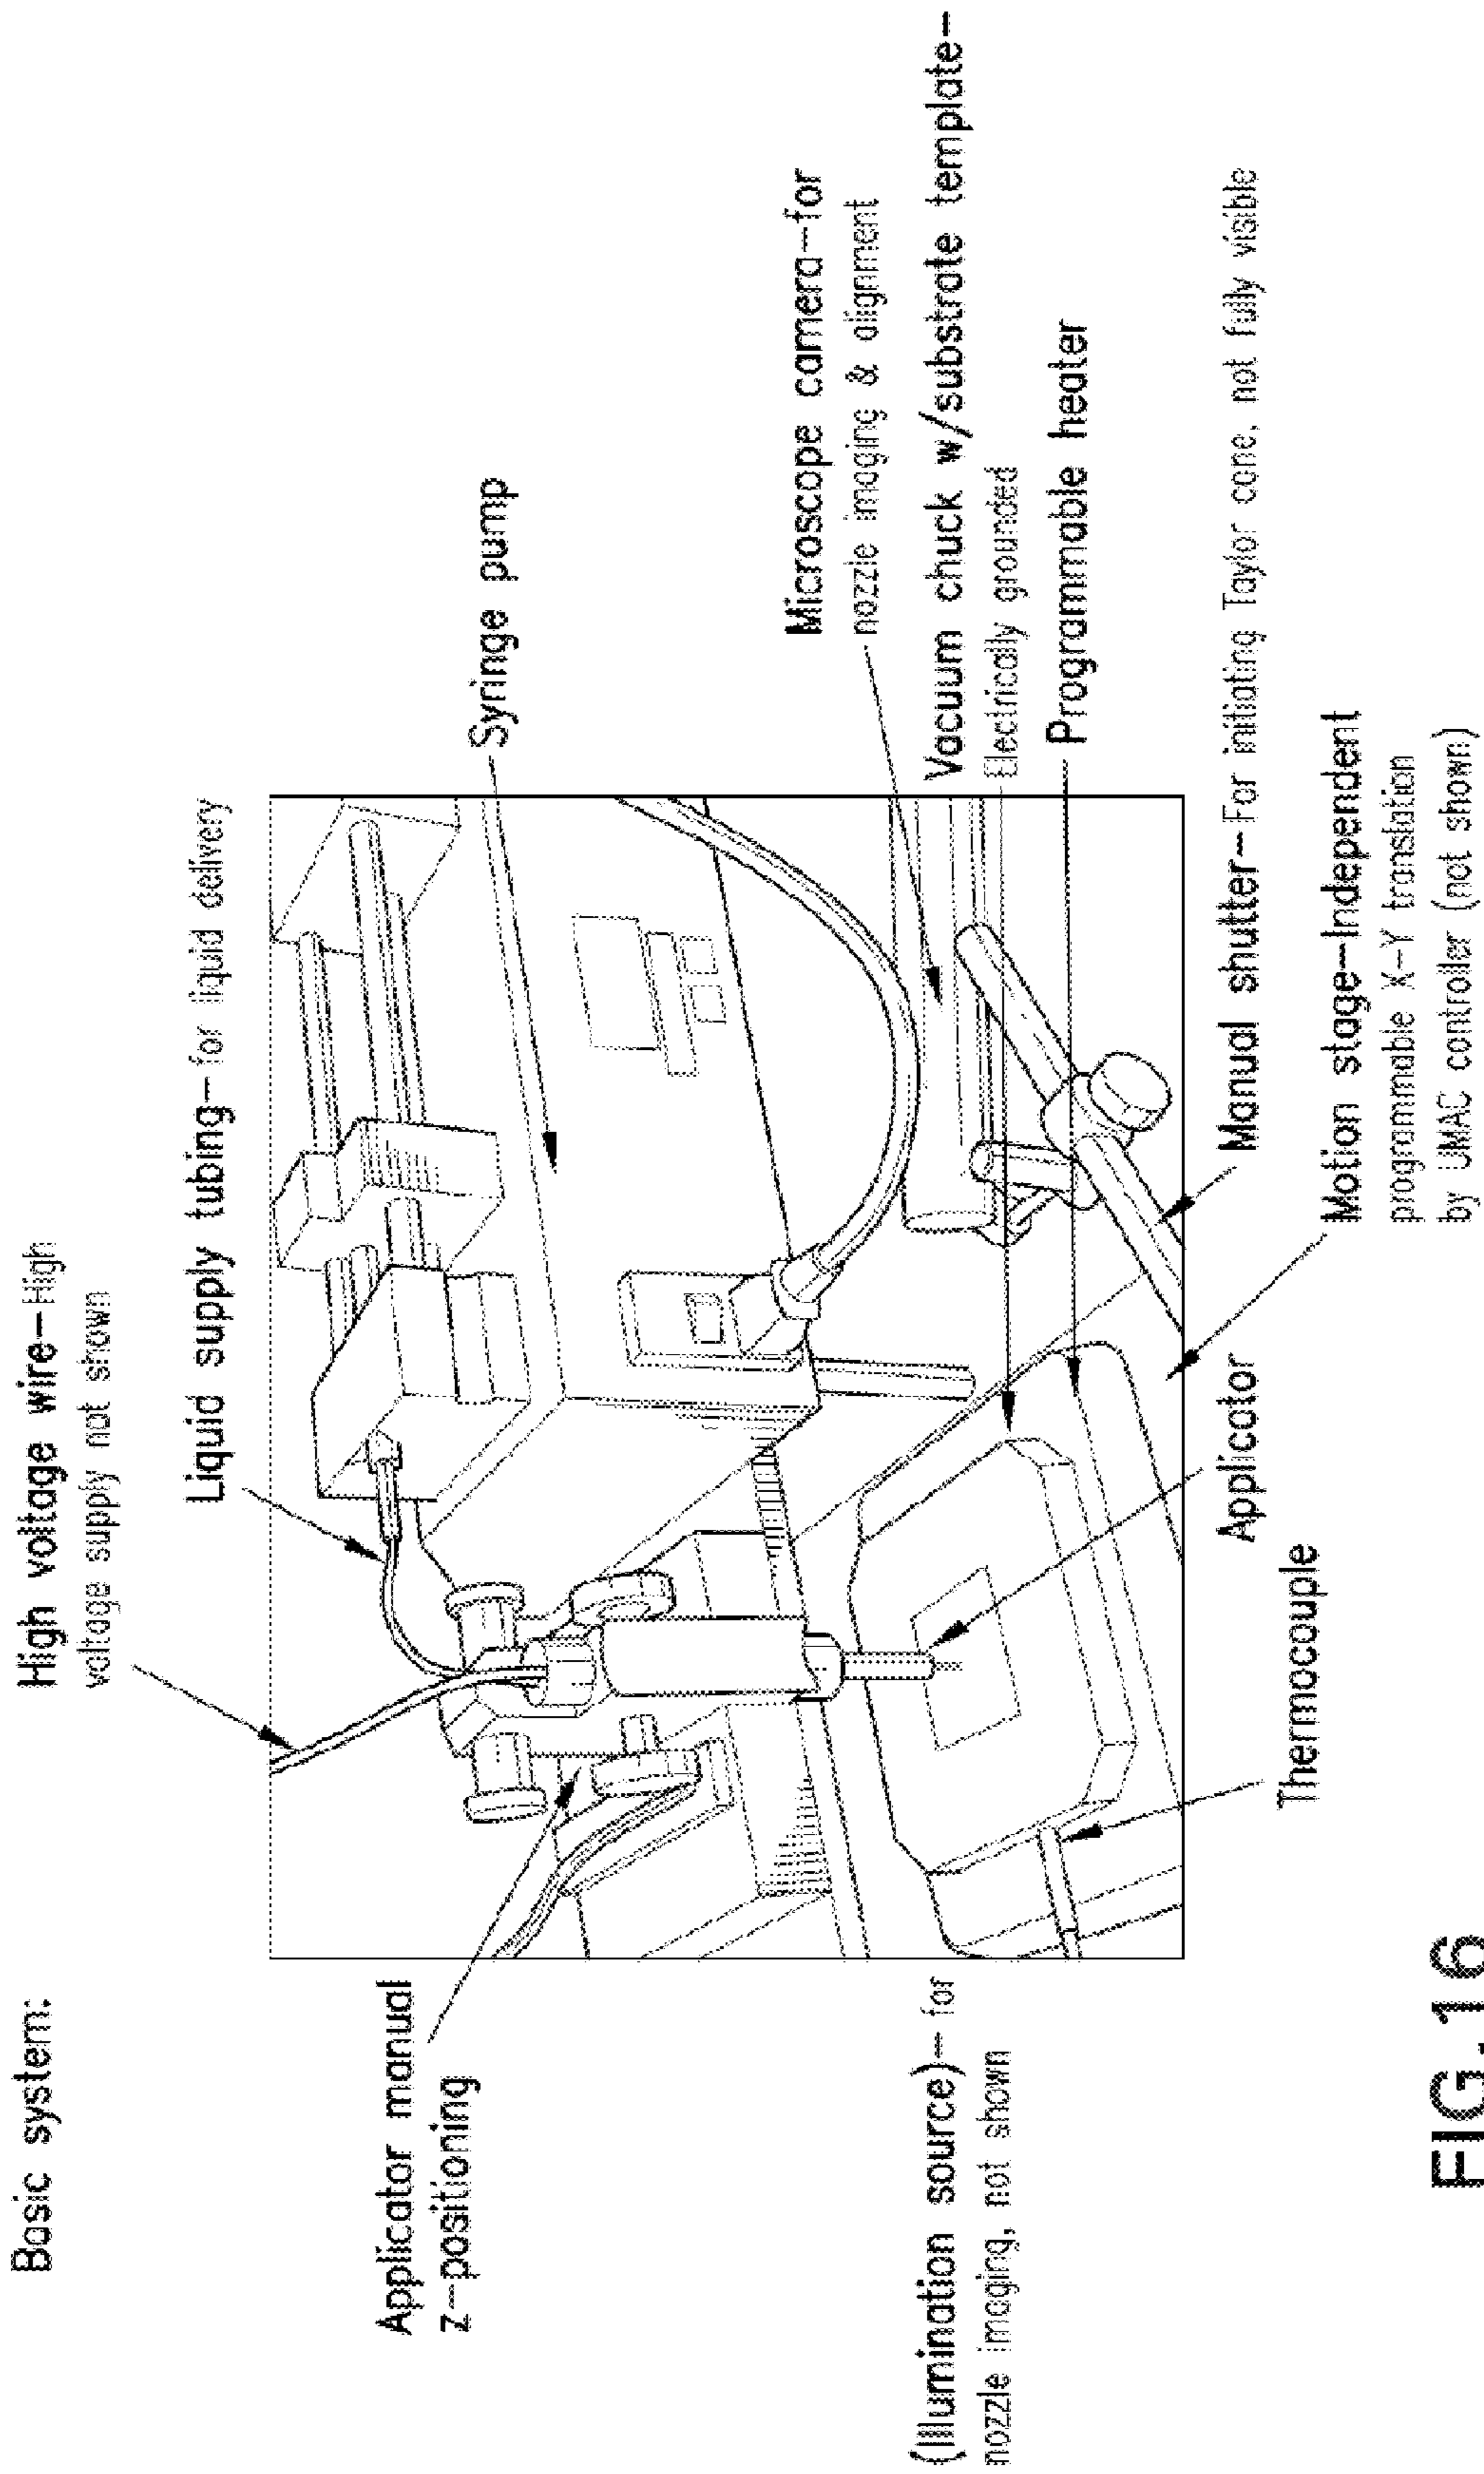 Basic system:
High voltage wire—High
voltage supply not shown
Liquid supply tubing—for liquid delivery
Syringe pump
Applicator manual
z—positioning
Microscope camera—for
nozzle imaging & alignment
Vacuum chuck w/substrate template—
Electrically grounded
Programmable heater
(Illumination source)— for
nozzle imaging, not shown
Manual shutter—For initiating Taylor cone, not fully visible
Applicator
Thermocouple
Motion stage—Independent
programmable X—Y translation
by UMAC controller (not shown)
FIG.16